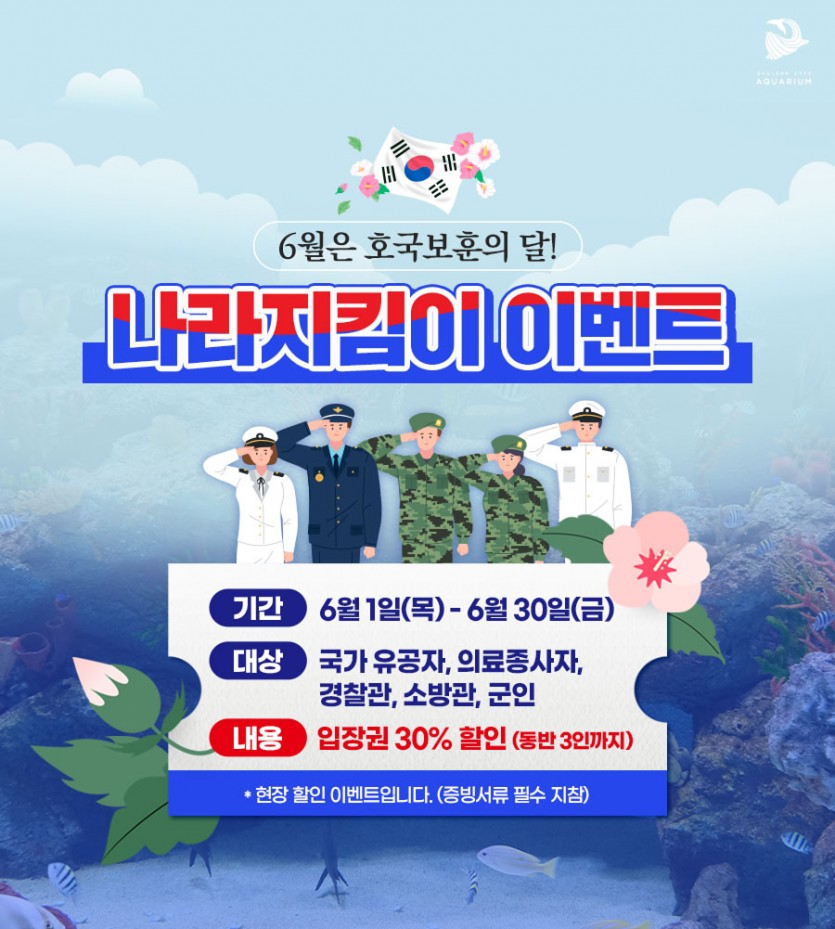 AQUARIUM
6월은 호국보훈의 달!
나라지킴이 이벤트
기간 6월 1일(목) - 6월 30일(금)
대상 국가 유공자, 의료종사자,
경찰관, 소방관, 군인
내용 입장권 30% 할인 (동반 3인까지)
* 현장 할인 이벤트입니다. (증빙서류 필수 지참)